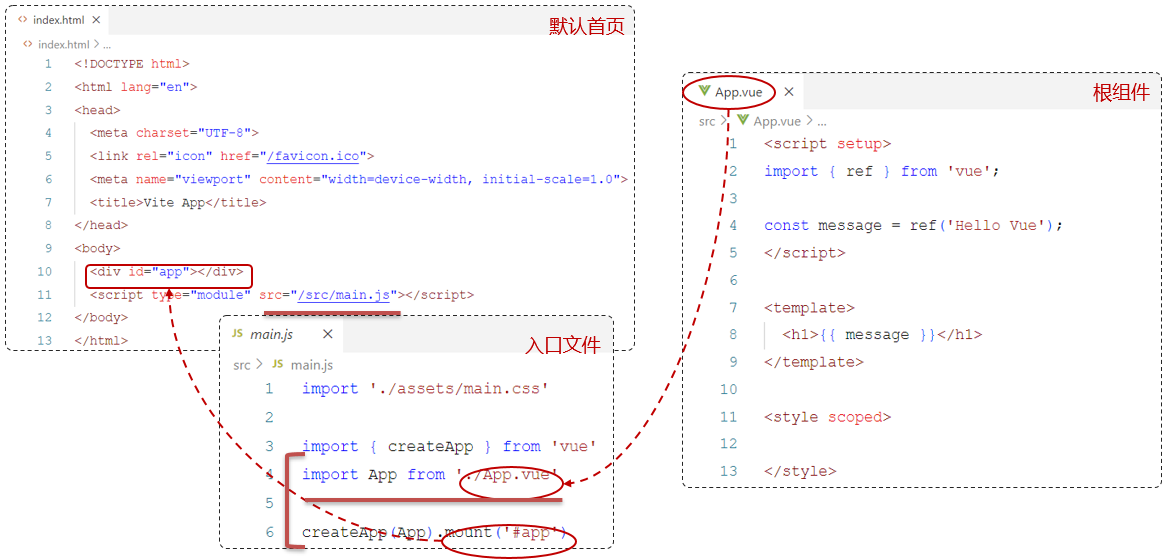 index.html
默认首页
index.html > ...
1 <!DOCTYPE html>
2 <html lang="en">
3 <head>
4 <meta charset="UTF-8">
5 <link rel="icon" href="/favicon.ico">
6 <meta name="viewport" content="width=device-width, initial-scale=1.0">
7 <title>Vite App</title>
8 </head>
9 <body>
10 <div id="app"></div>
11 <script type="module" src="/src/main.js"></script>
12 </body>
13 </html>
JS main.js
入口文件
src > JS main.js
1 import './assets/main.css'
2
3 import { createApp } from 'vue'
4 import App from './App.vue'
5
6 createApp(App).mount('#app')
App.vue
根组件
src > App.vue > ...
1 <script setup>
2 import { ref } from 'vue';
3
4 const message = ref('Hello Vue');
5 </script>
6
7 <template>
8 <h1>{{ message }}</h1>
9 </template>
10
11 <style scoped>
12
13 </style>